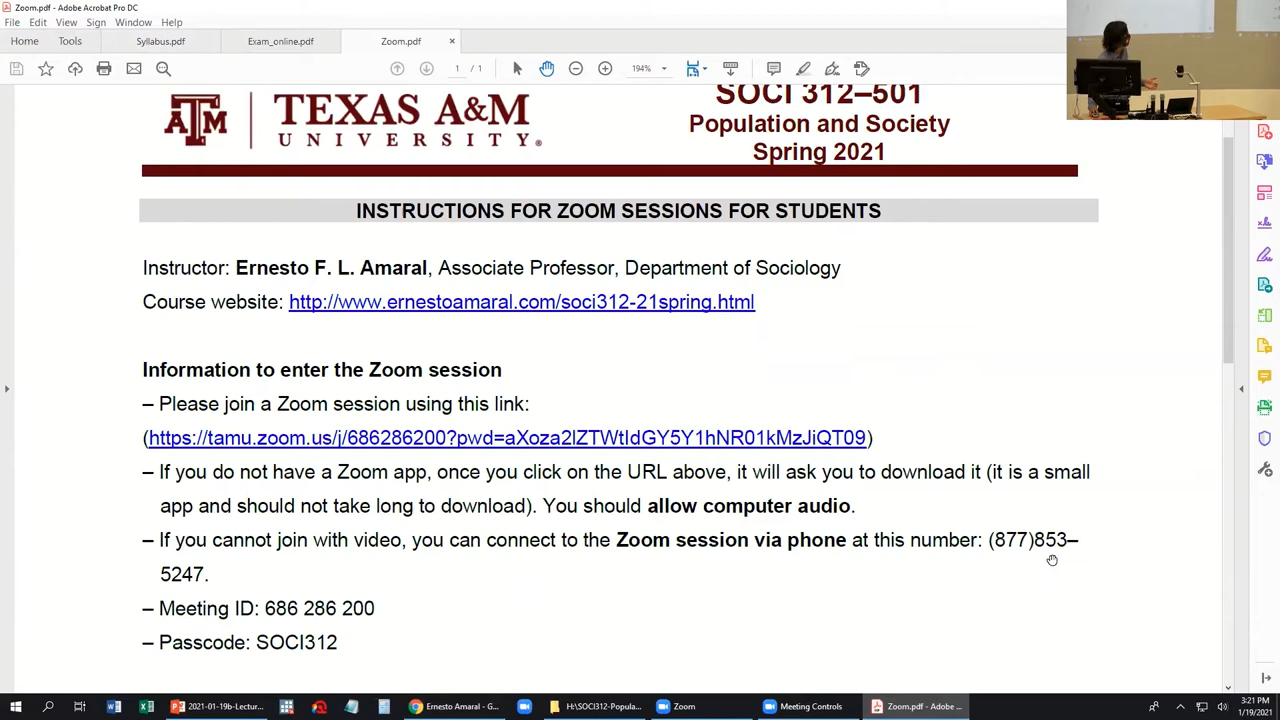 Zoom.pdf - Adobe Acrobat Pro DC
File Edit View Sign Window Help
Home Tools Syllabus.pdf Exam_online.pdf Zoom.pdf ×
1 / 1 194%
TEXAS A&M
UNIVERSITY®
SOCI 312–501
Population and Society
Spring 2021
INSTRUCTIONS FOR ZOOM SESSIONS FOR STUDENTS
Instructor: Ernesto F. L. Amaral, Associate Professor, Department of Sociology
Course website: http://www.ernestoamaral.com/soci312-21spring.html
Information to enter the Zoom session
– Please join a Zoom session using this link:
(https://tamu.zoom.us/j/686286200?pwd=aXoza2lZTWtIdGY5Y1hNR01kMzJiQT09)
– If you do not have a Zoom app, once you click on the URL above, it will ask you to download it (it is a small
app and should not take long to download). You should allow computer audio.
– If you cannot join with video, you can connect to the Zoom session via phone at this number: (877)853–
5247.
– Meeting ID: 686 286 200
– Passcode: SOCI312
2021-01-19b-Lectur... Ernesto Amaral - G... H:\SOCI312-Popula... Zoom Meeting Controls Zoom.pdf - Adobe ... 3:21 PM
1/19/2021